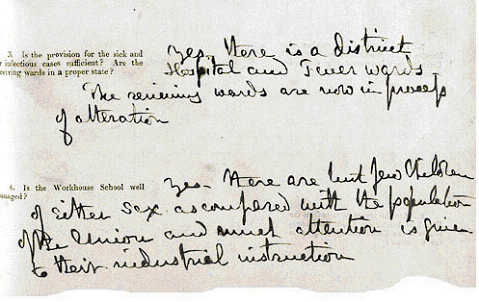 3. Is the provision for the sick and
infectious cases sufficient? Are the
wards in a proper state?
Yes. there is a district
Hospital and Fever wards
The receiving wards are now in process
of alteration
4. Is the Workhouse School well
managed?
Yes. there are but few Children
of either sex as compared with the population
of the Union and much attention is given
to their industrial instruction